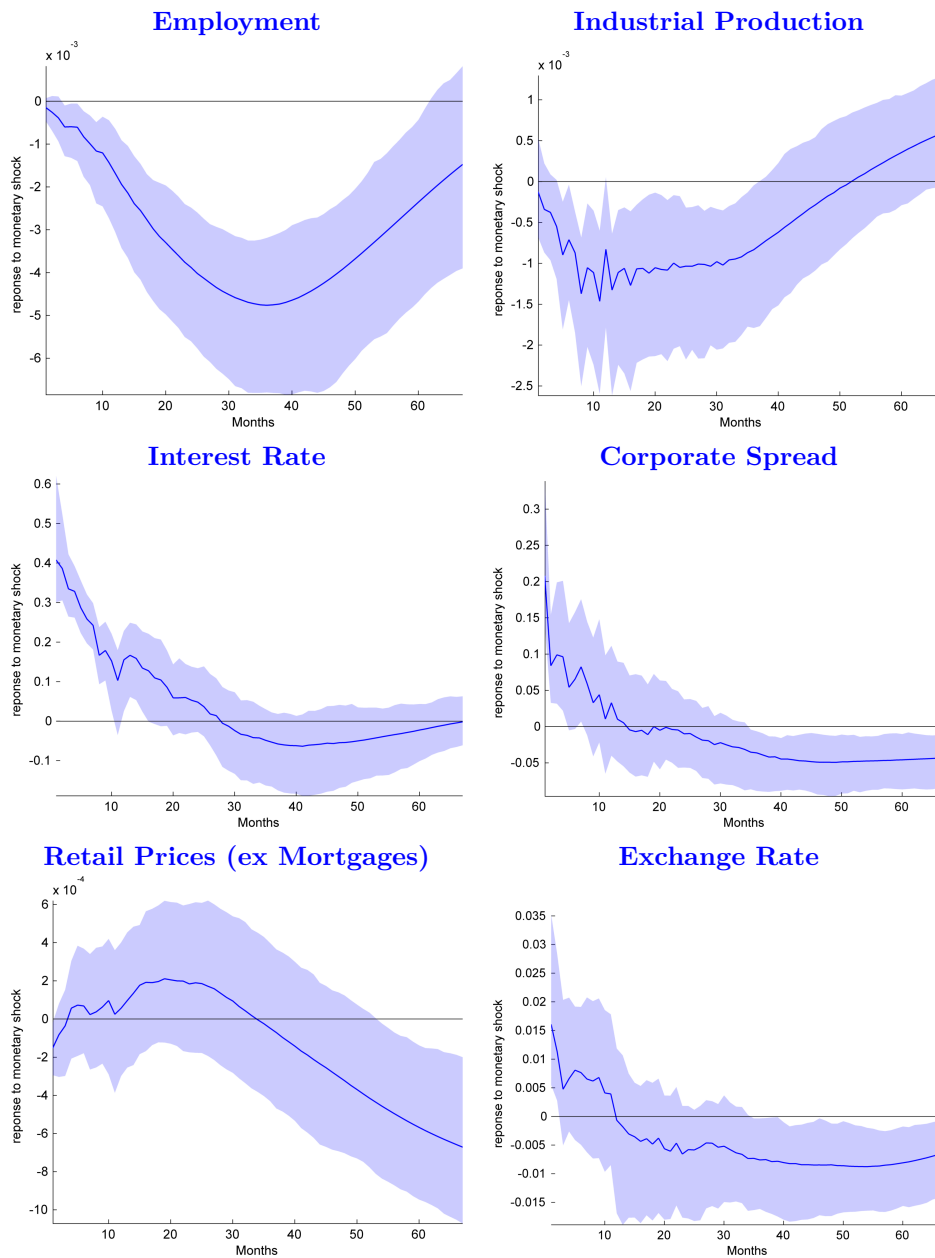 Employment
x 10^-3
0
-1
-2
-3
-4
-5
-6
reponse to monetary shock
10 20 30 40 50 60
Months
Industrial Production
x 10^-3
1
0.5
0
-0.5
-1
-1.5
-2
-2.5
reponse to monetary shock
10 20 30 40 50 60
Months
Interest Rate
0.6
0.5
0.4
0.3
0.2
0.1
0
-0.1
reponse to monetary shock
10 20 30 40 50 60
Months
Corporate Spread
0.3
0.25
0.2
0.15
0.1
0.05
0
-0.05
reponse to monetary shock
10 20 30 40 50 60
Months
Retail Prices (ex Mortgages)
x 10^-4
6
4
2
0
-2
-4
-6
-8
-10
reponse to monetary shock
10 20 30 40 50 60
Months
Exchange Rate
0.035
0.03
0.025
0.02
0.015
0.01
0.005
0
-0.005
-0.01
-0.015
reponse to monetary shock
10 20 30 40 50 60
Months